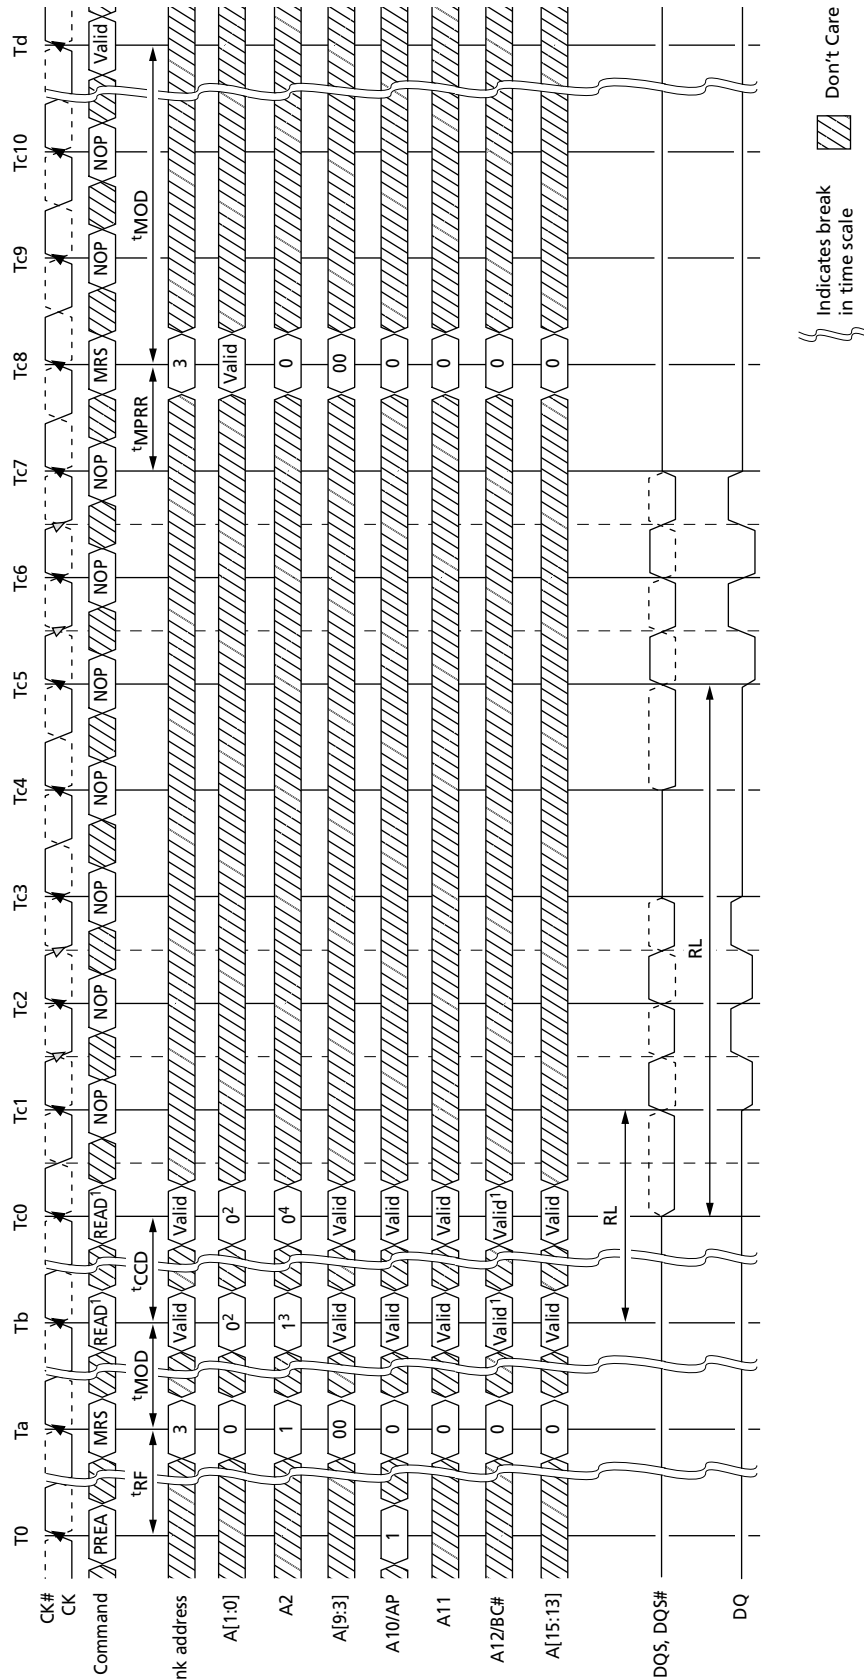 T0 Ta Tb Tc0 Tc1 Tc2 Tc3 Tc4 Tc5 Tc6 Tc7 Tc8 Tc9 Tc10 Td
CK#
CK
Command PREA MRS READ¹ READ¹ NOP NOP NOP NOP NOP NOP NOP MRS NOP NOP Valid
tRF tMOD tCCD tMPRR tMOD
nk address 3 Valid Valid 3
A[1:0] 0 0² 0² Valid
A2 1 1³ 0⁴ 0
A[9:3] 00 Valid Valid 00
A10/AP 1 0 Valid Valid 0
A11 0 Valid Valid 0
A12/BC# 0 Valid¹ Valid¹ 0
A[15:13] 0 Valid Valid 0
RL
DQS, DQS#
RL
DQ
Indicates break
in time scale
Don't Care